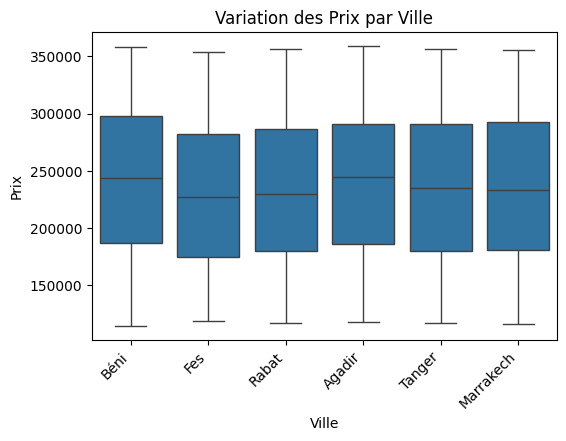 Variation des Prix par Ville
Prix
350000
300000
250000
200000
150000
Béni
Fes
Rabat
Agadir
Tanger
Marrakech
Ville